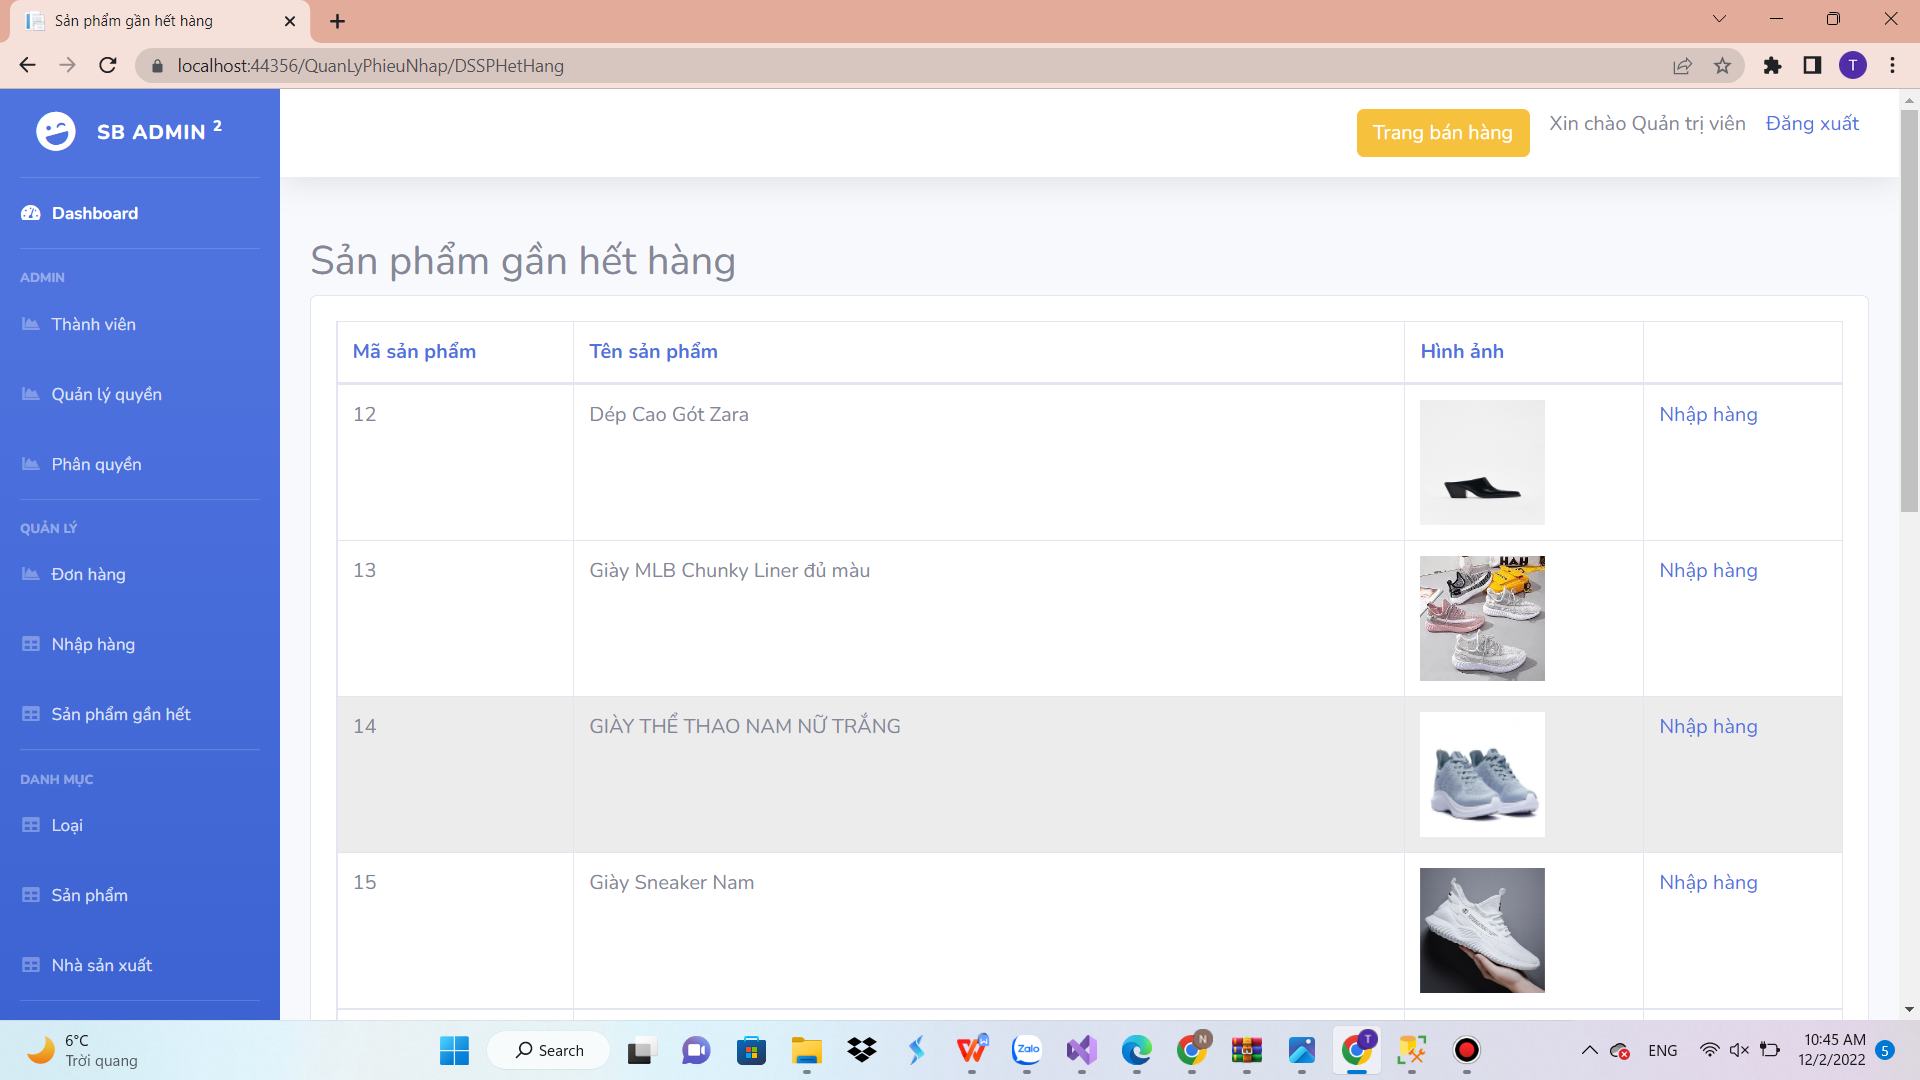 Sản phẩm gần hết hàng
localhost:44356/QuanLyPhieuNhap/DSSPHetHang
T
SB ADMIN 2
Trang bán hàng
Xin chào Quản trị viên
Đăng xuất
Dashboard
ADMIN
Thành viên
Quản lý quyền
Phân quyền
QUẢN LÝ
Đơn hàng
Nhập hàng
Sản phẩm gần hết
DANH MỤC
Loại
Sản phẩm
Nhà sản xuất
Sản phẩm gần hết hàng
Mã sản phẩm Tên sản phẩm Hình ảnh
12 Dép Cao Gót Zara Nhập hàng
13 Giày MLB Chunky Liner đủ màu Nhập hàng
14 GIÀY THỂ THAO NAM NỮ TRẮNG Nhập hàng
15 Giày Sneaker Nam Nhập hàng
6°C
Trời quang
Search
Zalo
N
T
ENG
10:45 AM
12/2/2022
5